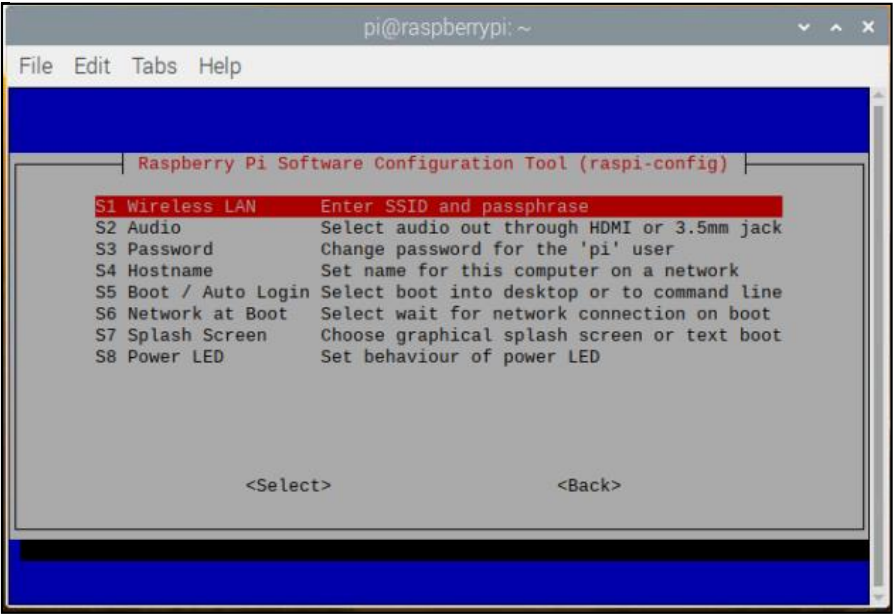 pi@raspberrypi: ~
File Edit Tabs Help
Raspberry Pi Software Configuration Tool (raspi-config)
S1 Wireless LAN Enter SSID and passphrase
S2 Audio Select audio out through HDMI or 3.5mm jack
S3 Password Change password for the 'pi' user
S4 Hostname Set name for this computer on a network
S5 Boot / Auto Login Select boot into desktop or to command line
S6 Network at Boot Select wait for network connection on boot
S7 Splash Screen Choose graphical splash screen or text boot
S8 Power LED Set behaviour of power LED
<Select> <Back>